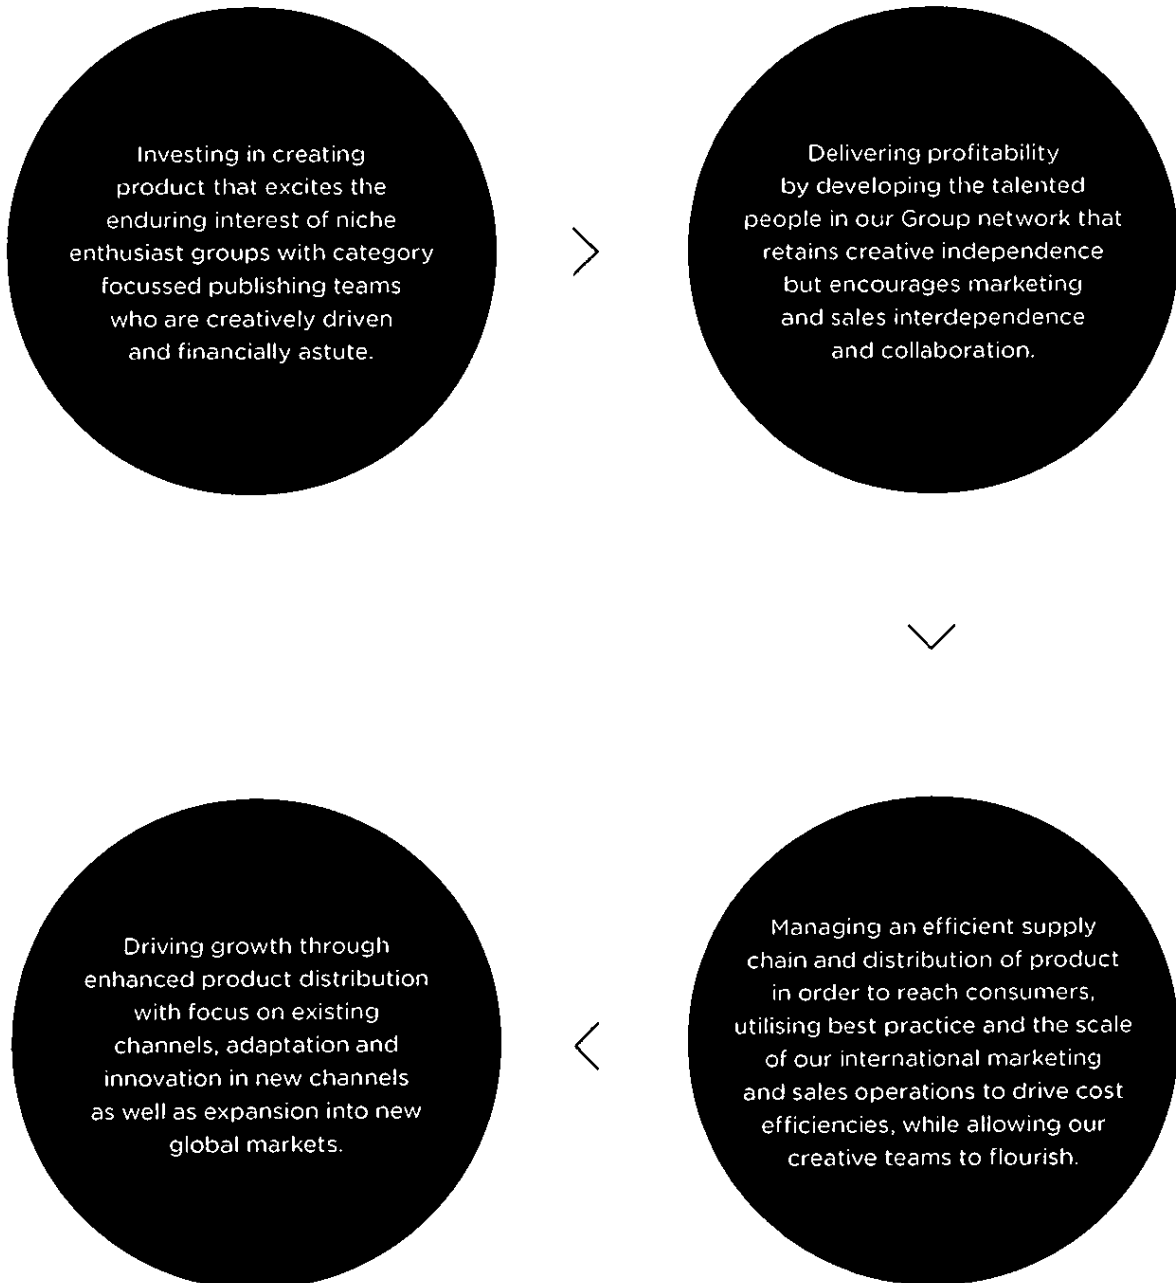 Investing in creating
product that excites the
enduring interest of niche
enthusiast groups with category
focussed publishing teams
who are creatively driven
and financially astute.
Delivering profitability
by developing the talented
people in our Group network that
retains creative independence
but encourages marketing
and sales interdependence
and collaboration.
Managing an efficient supply
chain and distribution of product
in order to reach consumers,
utilising best practice and the scale
of our international marketing
and sales operations to drive cost
efficiencies, while allowing our
creative teams to flourish.
Driving growth through
enhanced product distribution
with focus on existing
channels, adaptation and
innovation in new channels
as well as expansion into new
global markets.